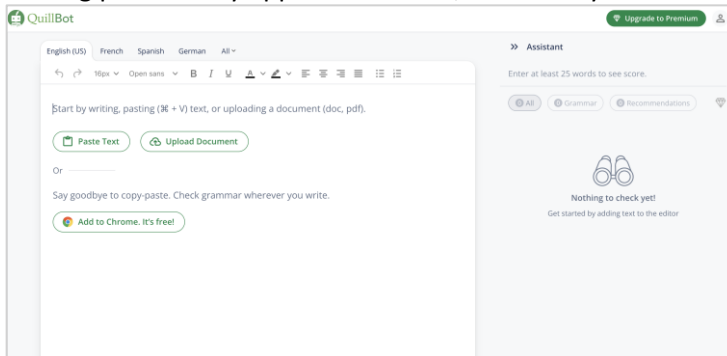 QuillBot
Upgrade to Premium
English (US) French Spanish German All
16px Open sans B I U A
Start by writing, pasting (⌘ + V) text, or uploading a document (doc, pdf).
Paste Text Upload Document
Or
Say goodbye to copy-paste. Check grammar wherever you write.
Add to Chrome. It's free!
Assistant
Enter at least 25 words to see score.
0 All 0 Grammar 0 Recommendations
Nothing to check yet!
Get started by adding text to the editor